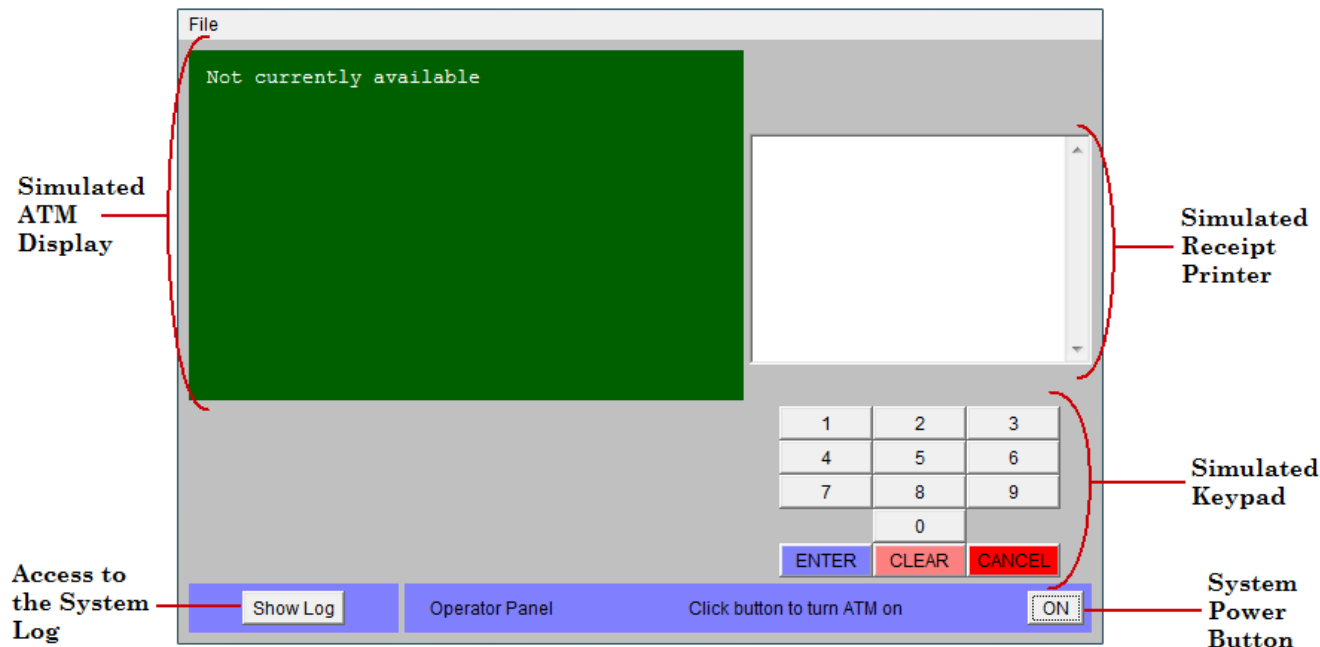 File
Not currently available
Simulated
ATM
Display
Simulated
Receipt
Printer
1 2 3
4 5 6
7 8 9
0
ENTER CLEAR CANCEL
Simulated
Keypad
Access to
the System
Log
Show Log
Operator Panel
Click button to turn ATM on
ON
System
Power
Button